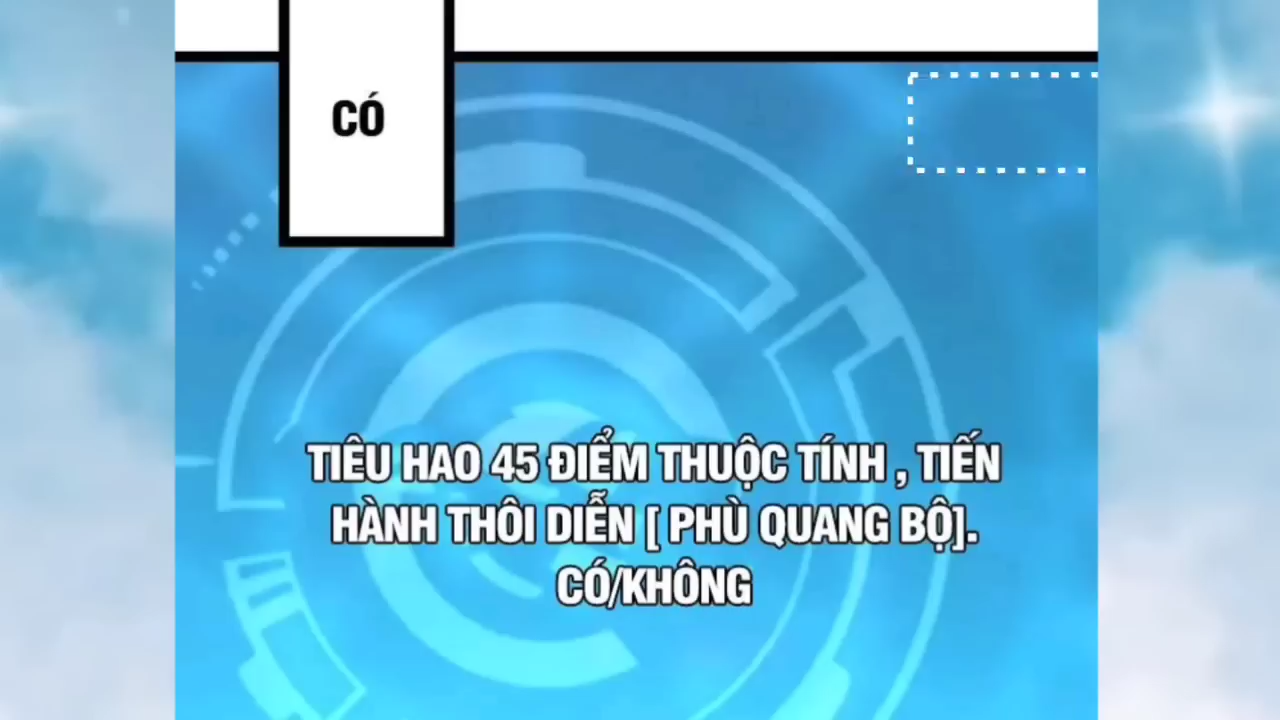 CÓ
TIÊU HAO 45 ĐIỂM THUỘC TÍNH , TIẾN
HÀNH THÔI DIỄN [ PHÙ QUANG BỘ].
CÓ/KHÔNG